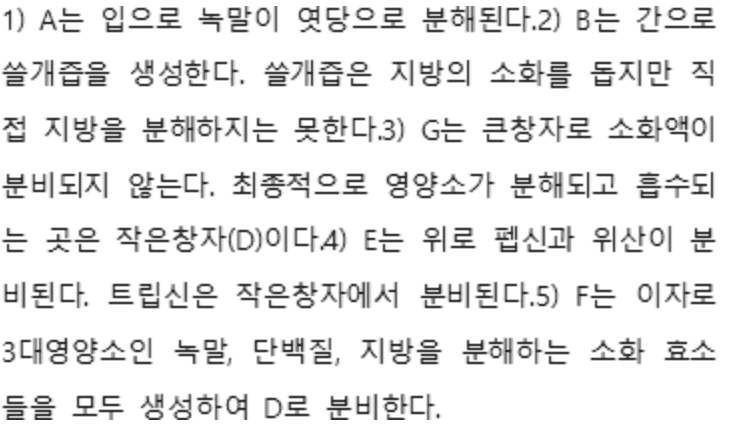 1) A는 입으로 녹말이 엿당으로 분해된다.2) B는 간으로
쓸개즙을 생성한다. 쓸개즙은 지방의 소화를 돕지만 직
접 지방을 분해하지는 못한다.3) G는 큰창자로 소화액이
분비되지 않는다. 최종적으로 영양소가 분해되고 흡수되
는 곳은 작은창자(D)이다.4) E는 위로 펩신과 위산이 분
비된다. 트립신은 작은창자에서 분비된다.5) F는 이자로
3대영양소인 녹말, 단백질, 지방을 분해하는 소화 효소
들을 모두 생성하여 D로 분비한다.